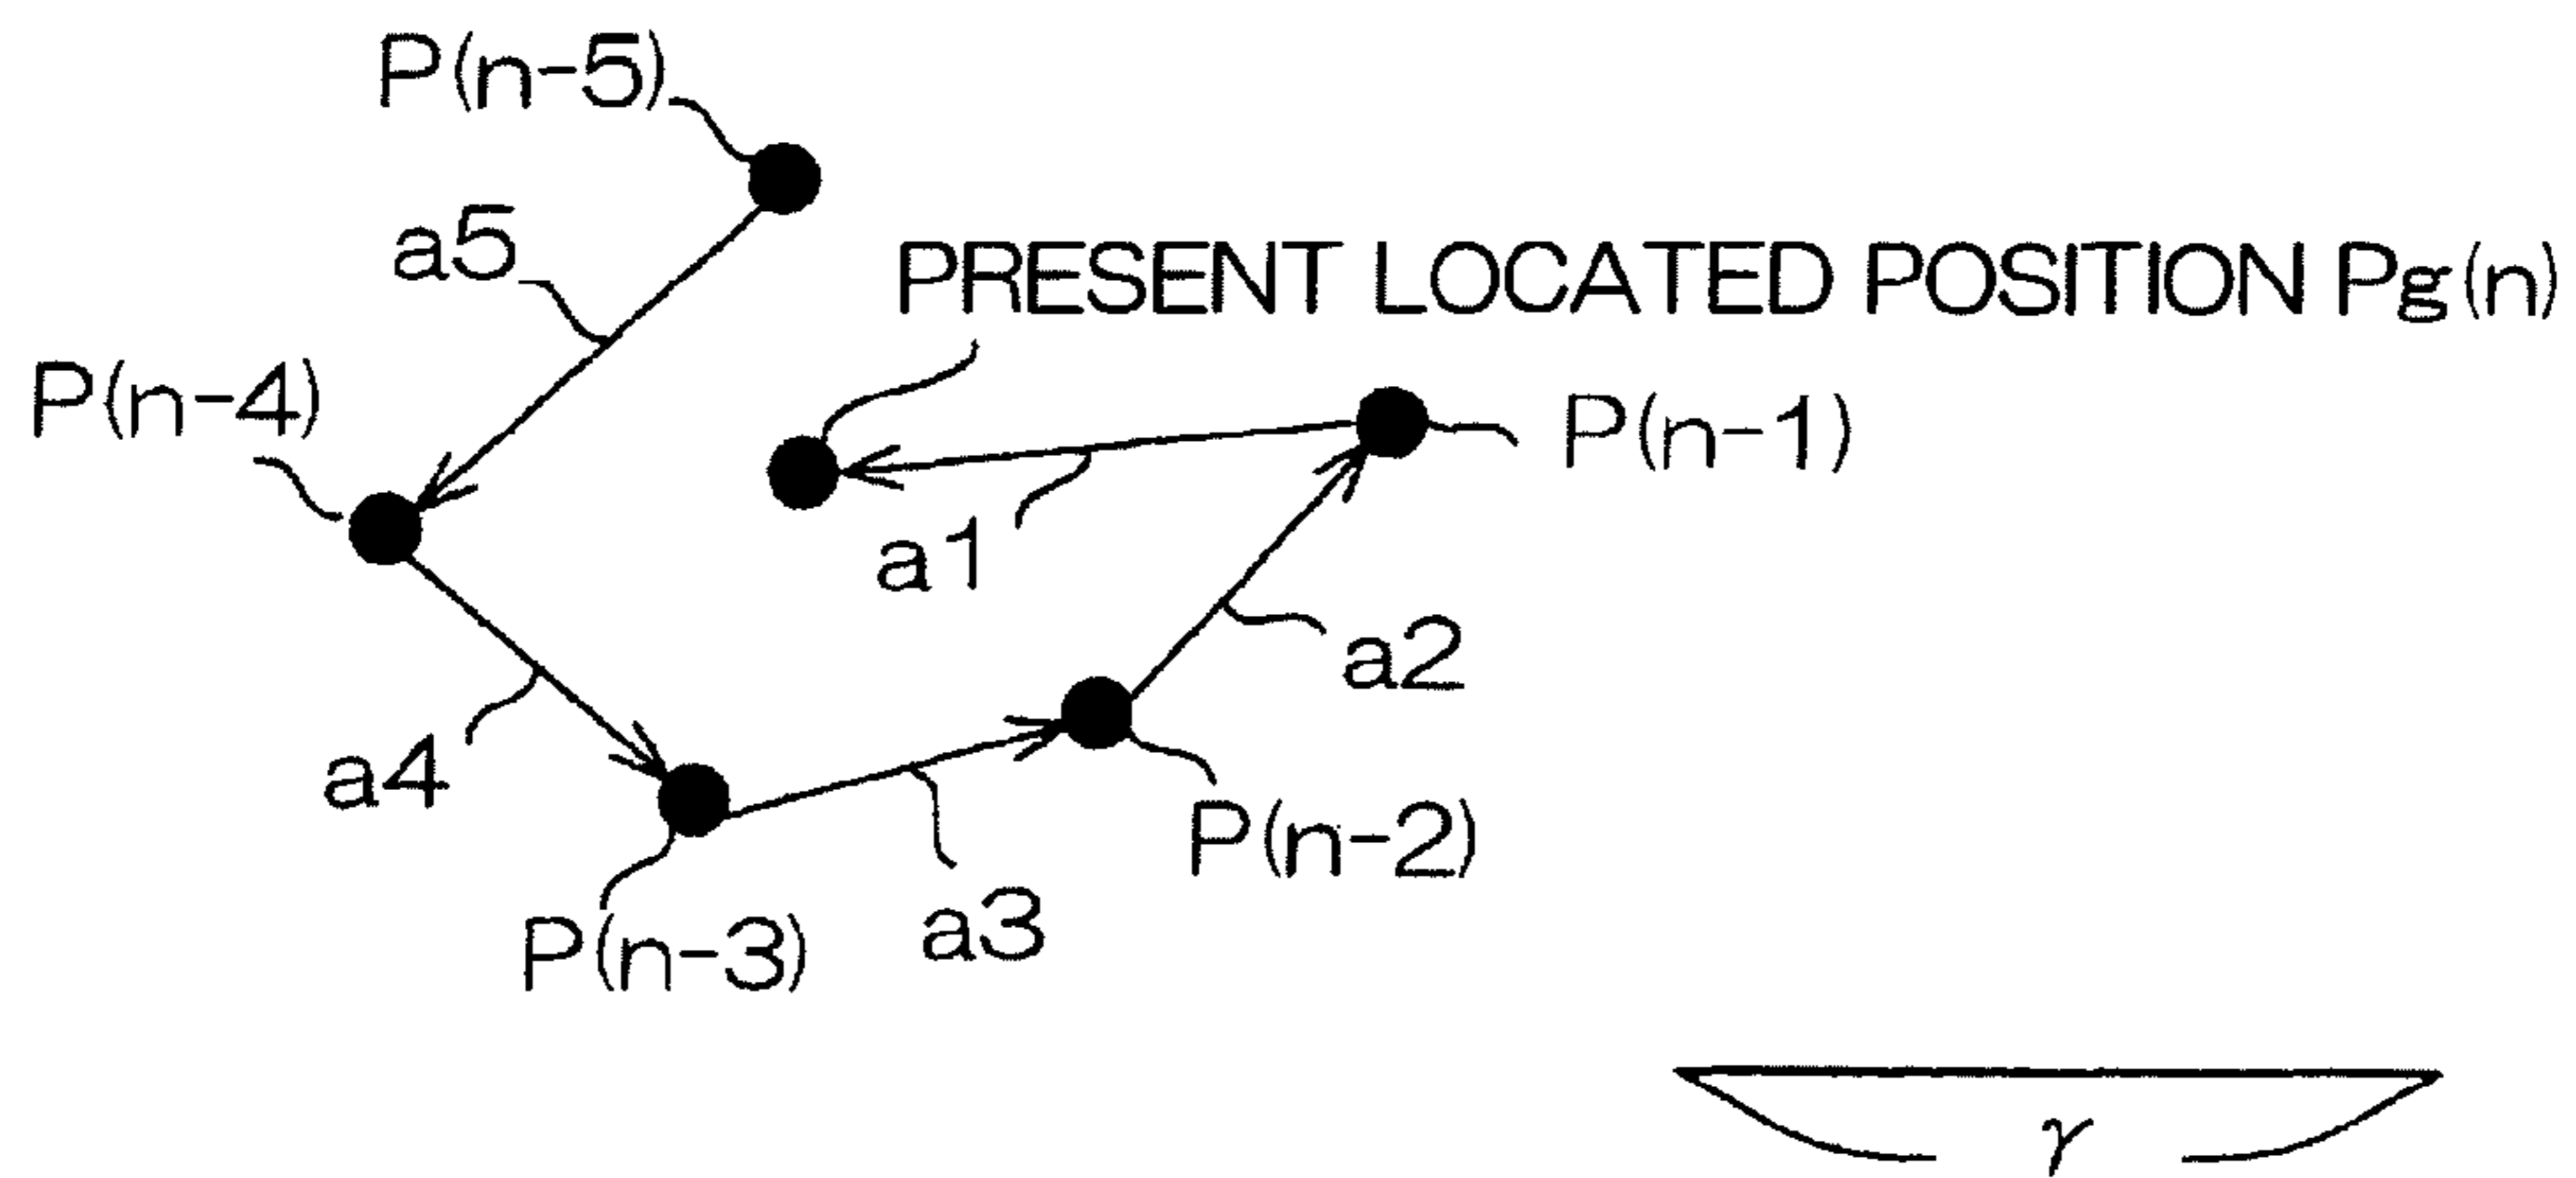 P(n-5)
a5
PRESENT LOCATED POSITION Pg(n)
P(n-4)
P(n-1)
a1
a2
a4
P(n-2)
a3
P(n-3)
γ